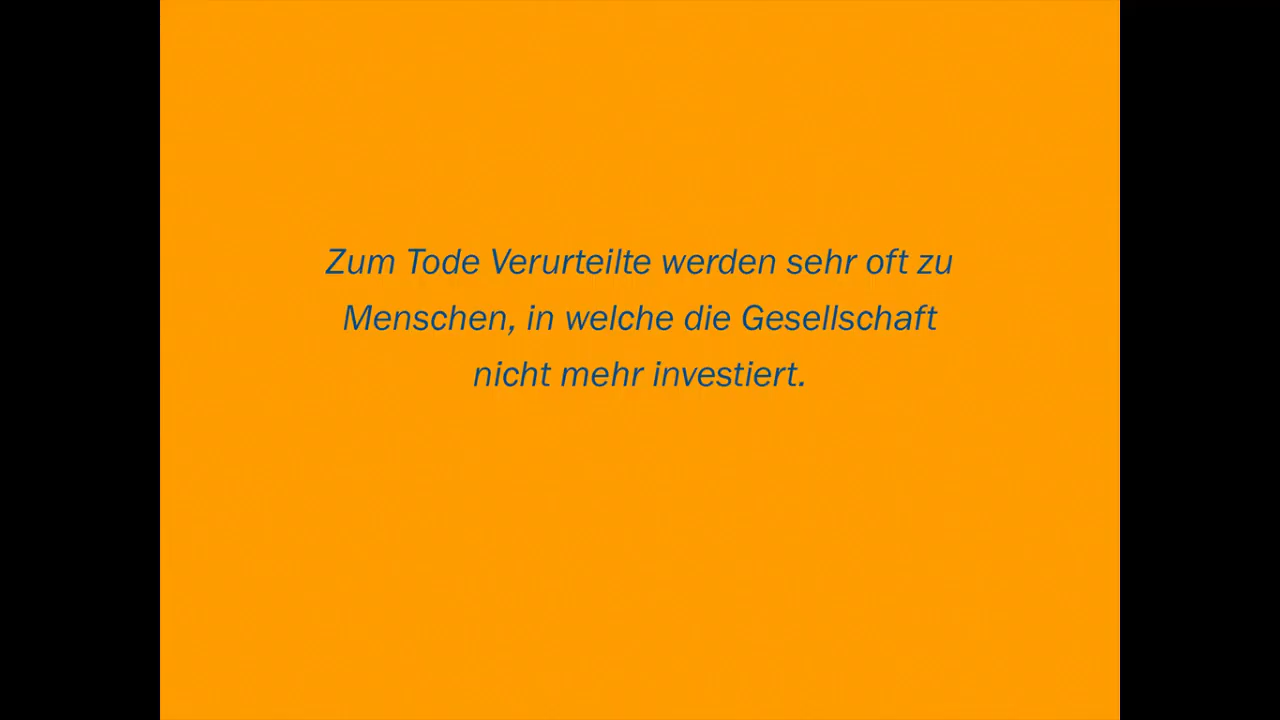 Zum Tode Verurteilte werden sehr oft zu
Menschen, in welche die Gesellschaft
nicht mehr investiert.